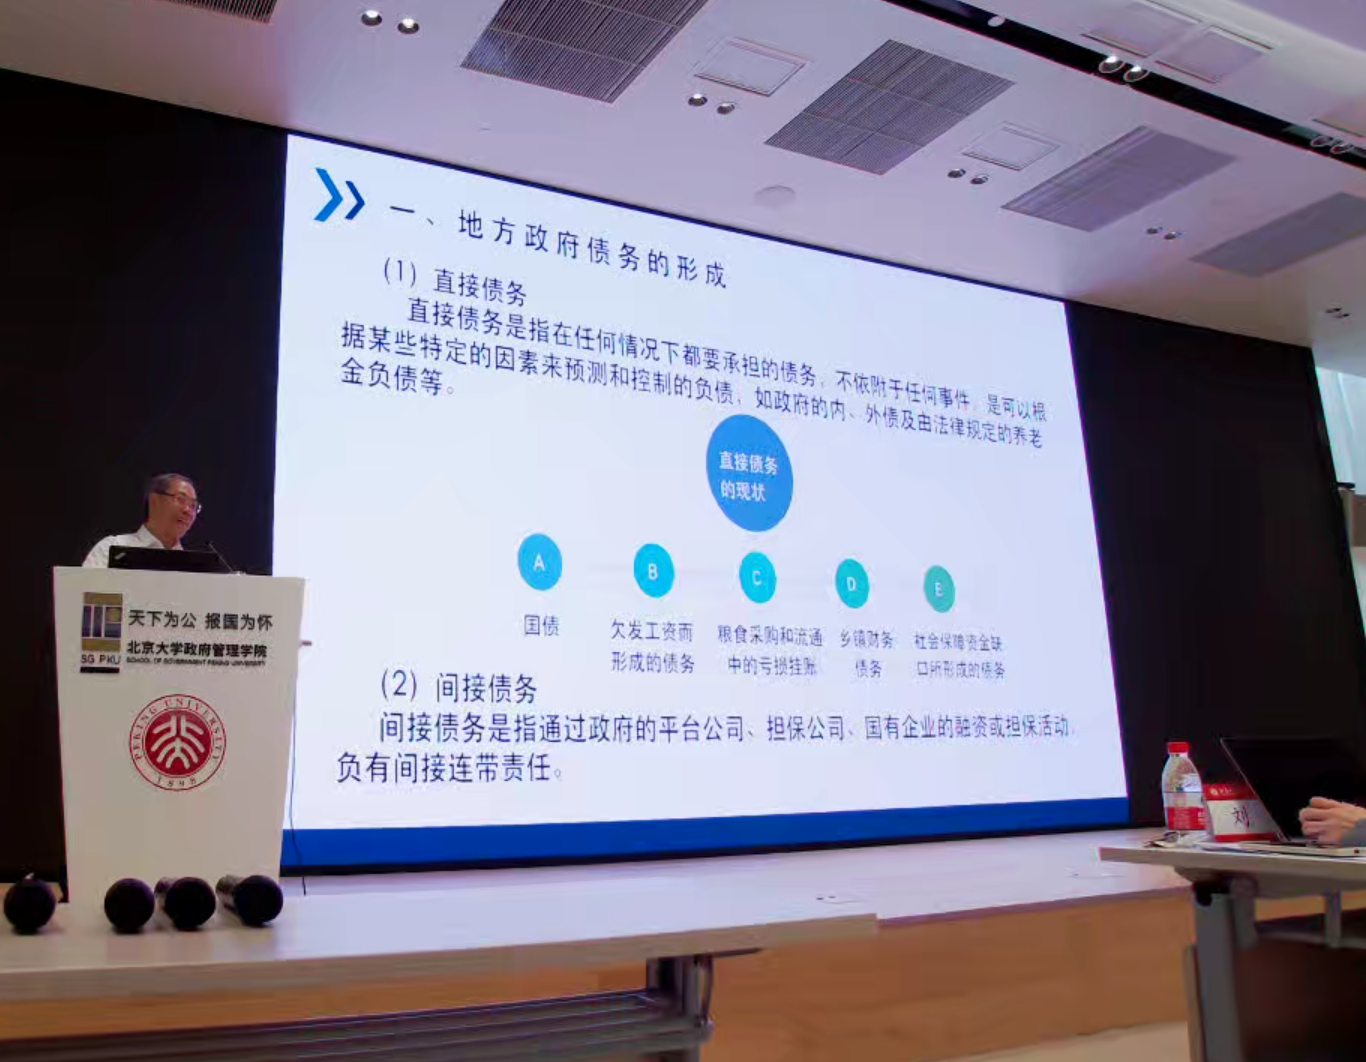 一、地方政府债务的形成
（1）直接债务
直接债务是指在任何情况下都要承担的债务，不依附于任何事件，是可以根
据某些特定的因素来预测和控制的负债，如政府的内、外债及由法律规定的养老
金负债等。
直接债务
的现状
A
B
C
D
E
国债
欠发工资而
形成的债务
粮食采购和流通
中的亏损挂账
乡镇财务
债务
社会保障资金缺
口所形成的债务
（2）间接债务
间接债务是指通过政府的平台公司、担保公司、国有企业的融资或担保活动，
负有间接连带责任。
天下为公 报国为怀
北京大学政府管理学院
SCHOOL OF GOVERNMENT PEKING UNIVERSITY
SG PKU
PEKING UNIVERSITY
1898
刘